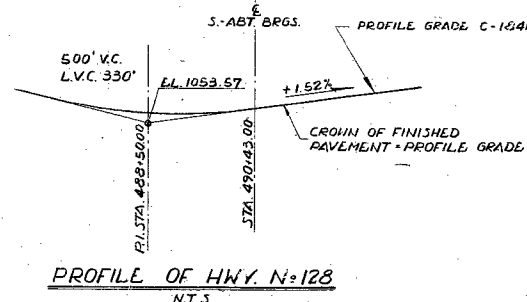 ℄
S.-ABT. BRGS.
PROFILE GRADE C-1841
500' V.C.
L.V.C. 330'
EL. 1053.57
+1.52%
CROWN OF FINISHED
PAVEMENT = PROFILE GRADE
P.I. STA. 488+50.00
STA. 490+43.00
PROFILE OF HWY. No 128
N.T.S.